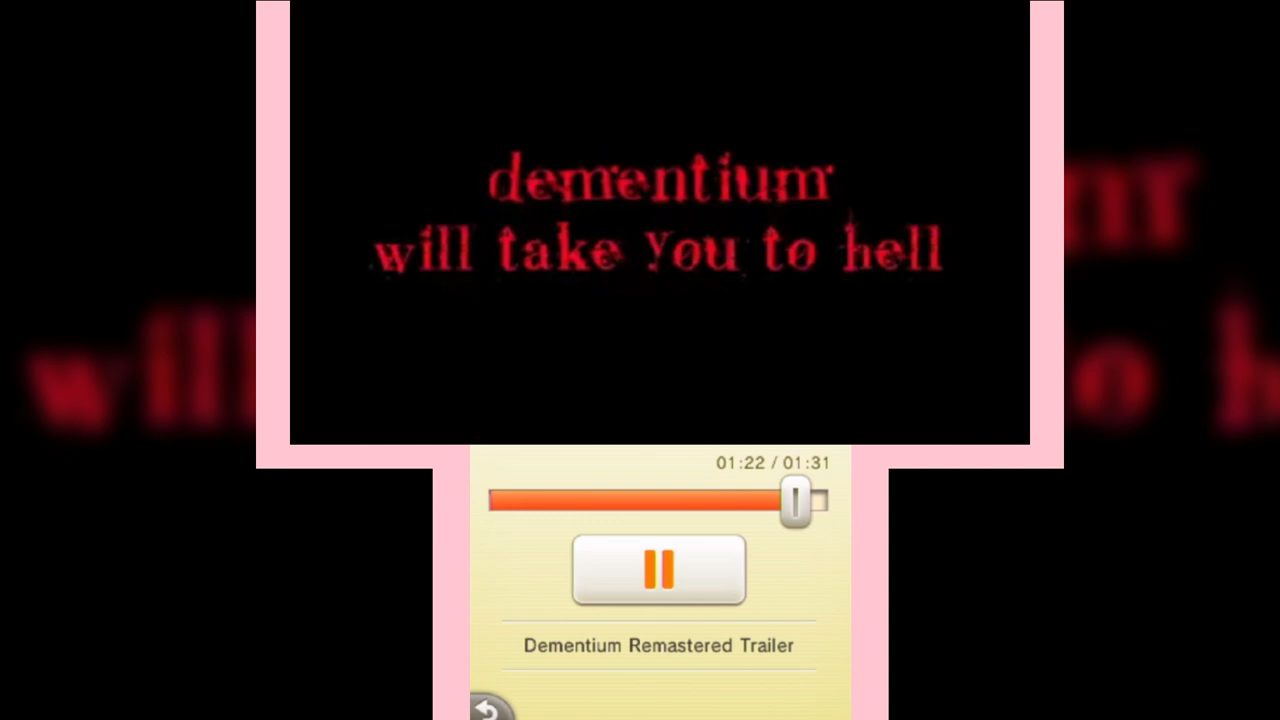 dementium
will take you to hell
01:22 / 01:31
Dementium Remastered Trailer